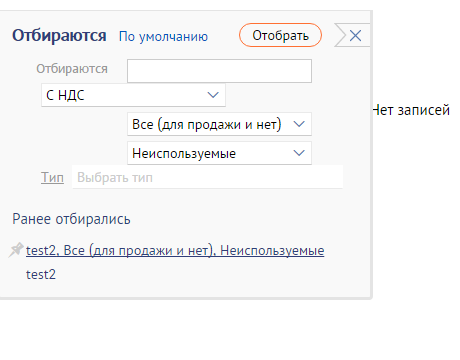 Отбираются По умолчанию Отобрать
Отбираются
С НДС
Нет записей
Все (для продажи и нет)
Неиспользуемые
Тип Выбрать тип
Ранее отбирались
test2, Все (для продажи и нет), Неиспользуемые
test2